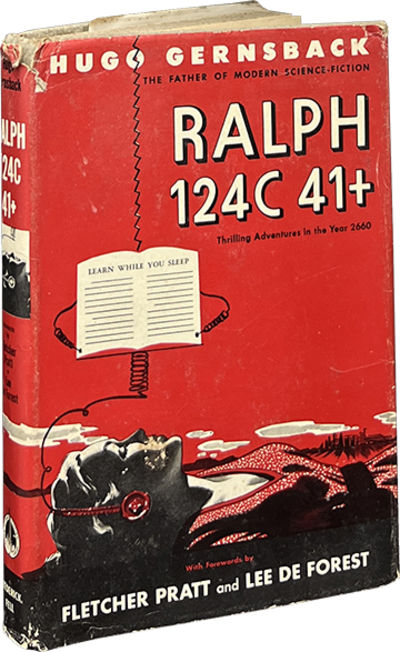 HUGO GERNSBACK
THE FATHER OF MODERN SCIENCE-FICTION
RALPH
124C 41+
Thrilling Adventures in the Year 2660
LEARN WHILE YOU SLEEP
With Forewords by
FLETCHER PRATT and LEE DE FOREST
RALPH
124C
41+